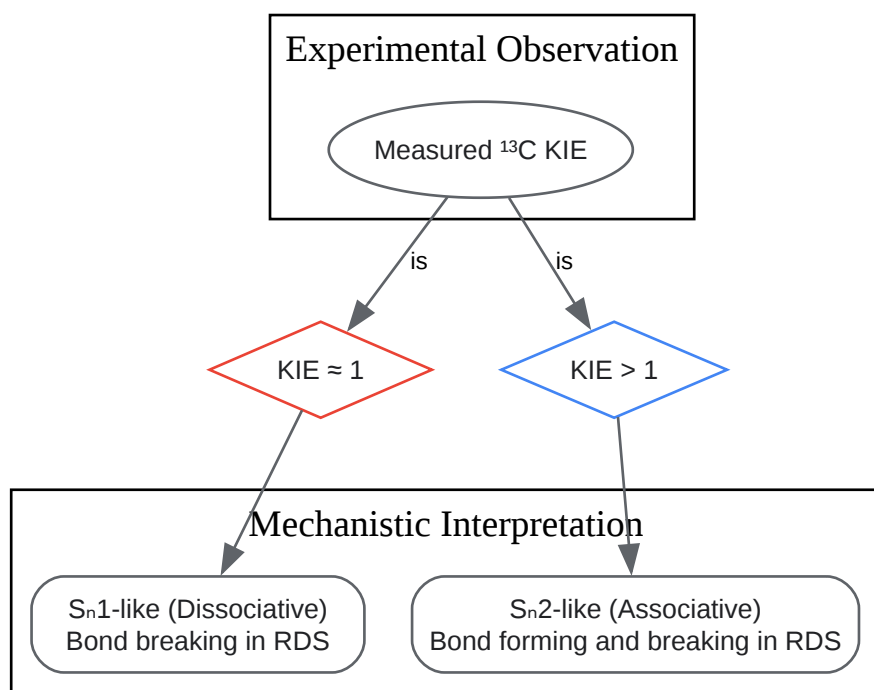 Experimental Observation
Measured ¹³C KIE
is
is
KIE ≈ 1
KIE > 1
Mechanistic Interpretation
Sₙ1-like (Dissociative)
Bond breaking in RDS
Sₙ2-like (Associative)
Bond forming and breaking in RDS